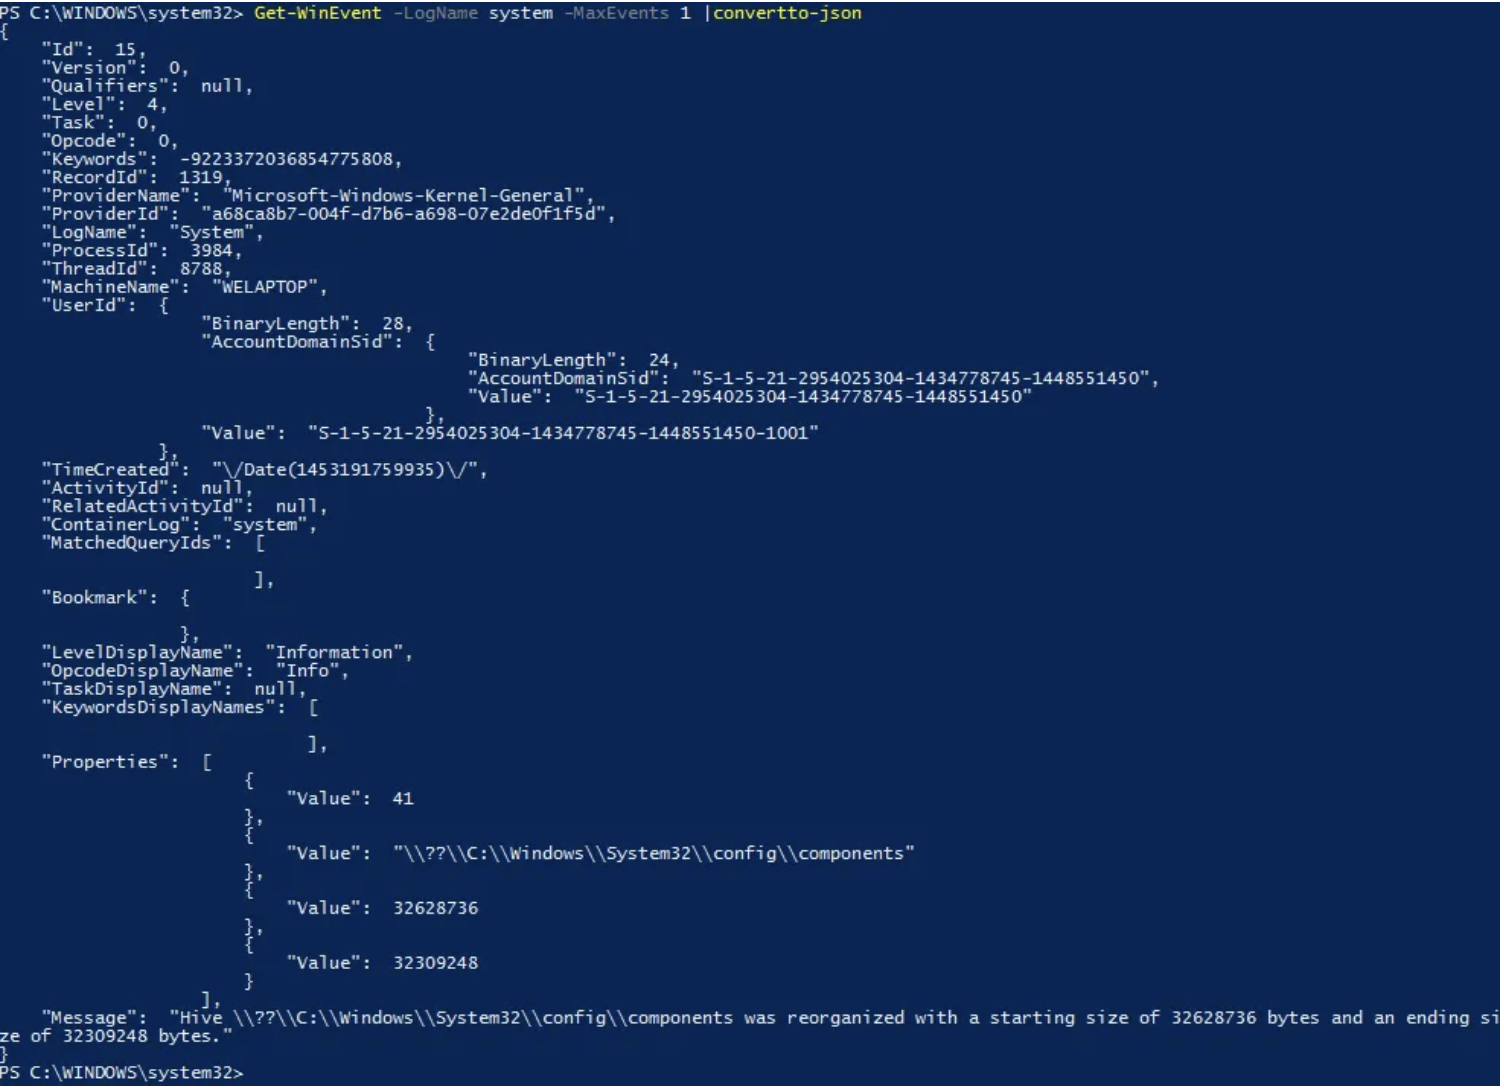 PS C:\WINDOWS\system32> Get-WinEvent -LogName system -MaxEvents 1 |convertto-json
{
    "Id":  15,
    "Version":  0,
    "Qualifiers":  null,
    "Level":  4,
    "Task":  0,
    "Opcode":  0,
    "Keywords":  -9223372036854775808,
    "RecordId":  1319,
    "ProviderName":  "Microsoft-Windows-Kernel-General",
    "ProviderId":  "a68ca8b7-004f-d7b6-a698-07e2de0f1f5d",
    "LogName":  "System",
    "ProcessId":  3984,
    "ThreadId":  8788,
    "MachineName":  "WELAPTOP",
    "UserId":  {
                   "BinaryLength":  28,
                   "AccountDomainSid":  {
                                            "BinaryLength":  24,
                                            "AccountDomainSid":  "S-1-5-21-2954025304-1434778745-1448551450",
                                            "Value":  "S-1-5-21-2954025304-1434778745-1448551450"
                                        },
                   "Value":  "S-1-5-21-2954025304-1434778745-1448551450-1001"
               },
    "TimeCreated":  "\/Date(1453191759935)\/",
    "ActivityId":  null,
    "RelatedActivityId":  null,
    "ContainerLog":  "system",
    "MatchedQueryIds":  [

                        ],
    "Bookmark":  {

                 },
    "LevelDisplayName":  "Information",
    "OpcodeDisplayName":  "Info",
    "TaskDisplayName":  null,
    "KeywordsDisplayNames":  [

                             ],
    "Properties":  [
                       {
                           "Value":  41
                       },
                       {
                           "Value":  "\\??\\C:\\Windows\\System32\\config\\components"
                       },
                       {
                           "Value":  32628736
                       },
                       {
                           "Value":  32309248
                       }
                   ],
    "Message":  "Hive \\??\\C:\\Windows\\System32\\config\\components was reorganized with a starting size of 32628736 bytes and an ending si
ze of 32309248 bytes."
}
PS C:\WINDOWS\system32>